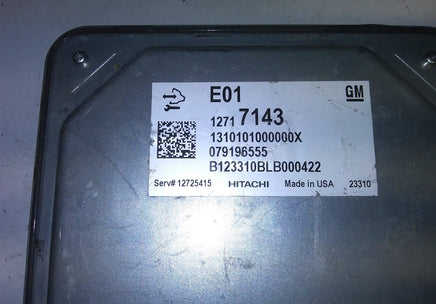 E01 GM
1271 7143
1310101000000X
079196555
B123310BLB000422
Serv# 12725415 HITACHI Made in USA 23310